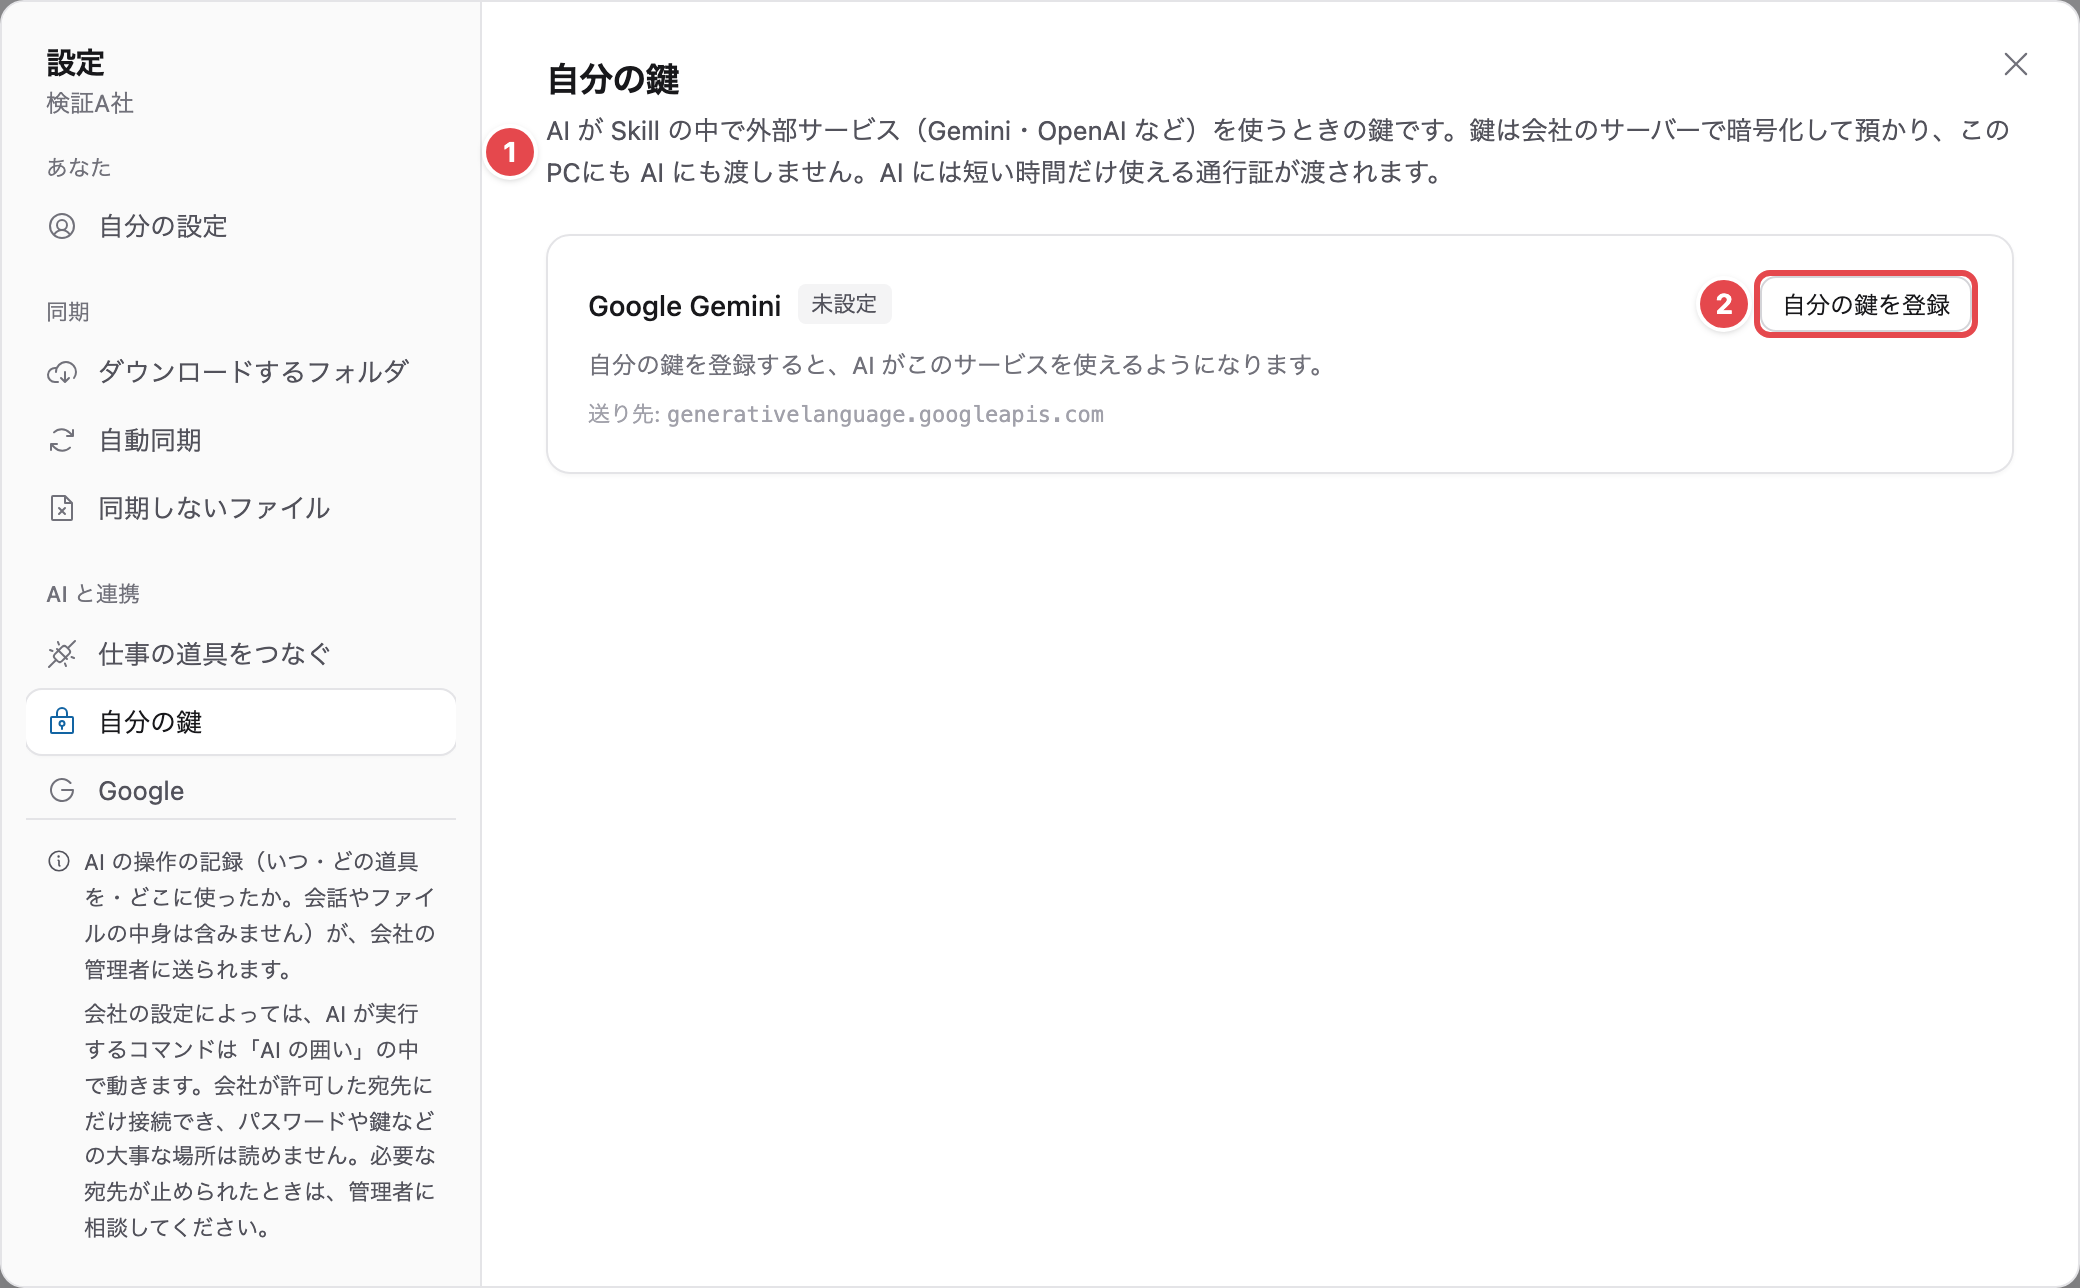 設定
検証A社
あなた
自分の設定
同期
ダウンロードするフォルダ
自動同期
同期しないファイル
AI と連携
仕事の道具をつなぐ
自分の鍵
Google
AI の操作の記録（いつ・どの道具
を・どこに使ったか。会話やファイ
ルの中身は含みません）が、会社の
管理者に送られます。
会社の設定によっては、AI が実行
するコマンドは「AI の囲い」の中
で動きます。会社が許可した宛先に
だけ接続でき、パスワードや鍵など
の大事な場所は読めません。必要な
宛先が止められたときは、管理者に
相談してください。
自分の鍵
1
AI が Skill の中で外部サービス（Gemini・OpenAI など）を使うときの鍵です。鍵は会社のサーバーで暗号化して預かり、この
PCにも AI にも渡しません。AI には短い時間だけ使える通行証が渡されます。
Google Gemini 未設定
2 自分の鍵を登録
自分の鍵を登録すると、AI がこのサービスを使えるようになります。
送り先: generativelanguage.googleapis.com